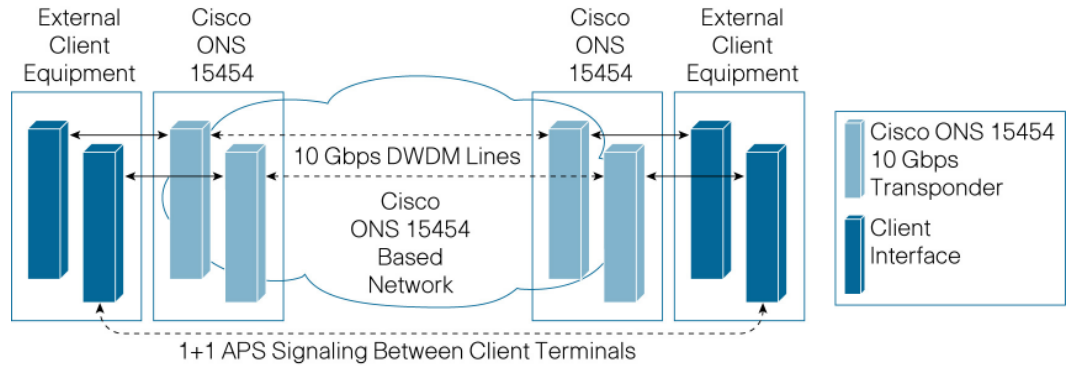 External
Client
Equipment
Cisco
ONS
15454
Cisco
ONS
15454
External
Client
Equipment
10 Gbps DWDM Lines
Cisco
ONS 15454
Based
Network
1+1 APS Signaling Between Client Terminals
Cisco ONS 15454
10 Gbps
Transponder
Client
Interface